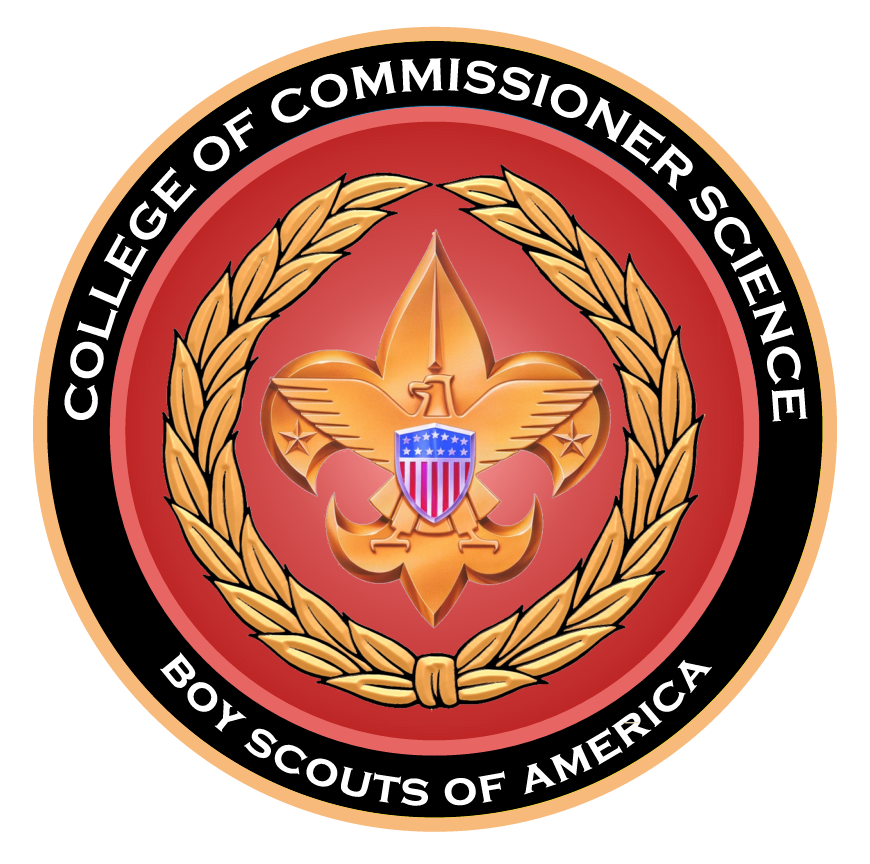 COLLEGE OF COMMISSIONER SCIENCE
BOY SCOUTS OF AMERICA